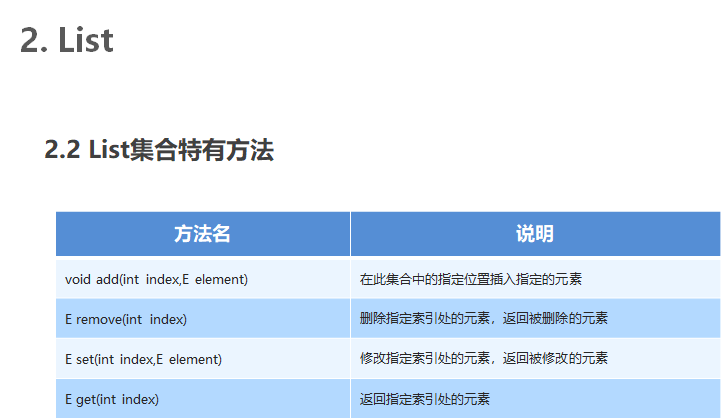 2. List
2.2 List集合特有方法
方法名 说明
void add(int index,E element) 在此集合中的指定位置插入指定的元素
E remove(int index) 删除指定索引处的元素，返回被删除的元素
E set(int index,E element) 修改指定索引处的元素，返回被修改的元素
E get(int index) 返回指定索引处的元素